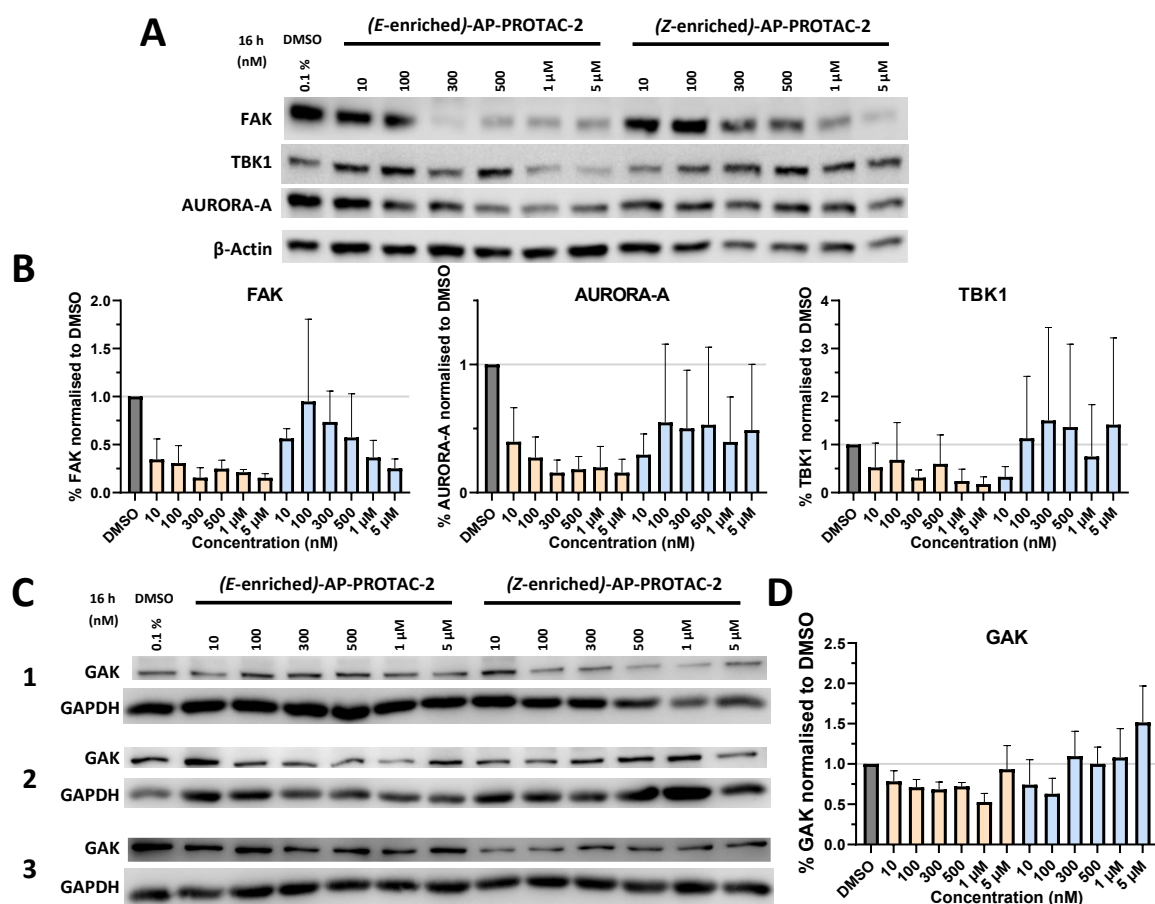 A
16 h
(nM)
DMSO
0.1 %
(E-enriched)-AP-PROTAC-2
(Z-enriched)-AP-PROTAC-2
10 100 300 500 1 µM 5 µM 10 100 300 500 1 µM 5 µM
FAK
TBK1
AURORA-A
β-Actin
B
FAK
% FAK normalised to DMSO
2.0
1.5
1.0
0.5
0.0
DMSO 10 100 300 500 1 µM 5 µM 10 100 300 500 1 µM 5 µM
Concentration (nM)
AURORA-A
% AURORA-A normalised to DMSO
1
0
DMSO 10 100 300 500 1 µM 5 µM 10 100 300 500 1 µM 5 µM
Concentration (nM)
TBK1
% TBK1 normalised to DMSO
4
3
2
1
0
DMSO 10 100 300 500 1 µM 5 µM 10 100 300 500 1 µM 5 µM
Concentration (nM)
C
16 h
(nM)
DMSO
0.1 %
(E-enriched)-AP-PROTAC-2
(Z-enriched)-AP-PROTAC-2
10 100 300 500 1 µM 5 µM 10 100 300 500 1 µM 5 µM
1
GAK
GAPDH
2
GAK
GAPDH
3
GAK
GAPDH
D
GAK
% GAK normalised to DMSO
2.5
2.0
1.5
1.0
0.5
0.0
DMSO 10 100 300 500 1 µM 5 µM 10 100 300 500 1 µM 5 µM
Concentration (nM)